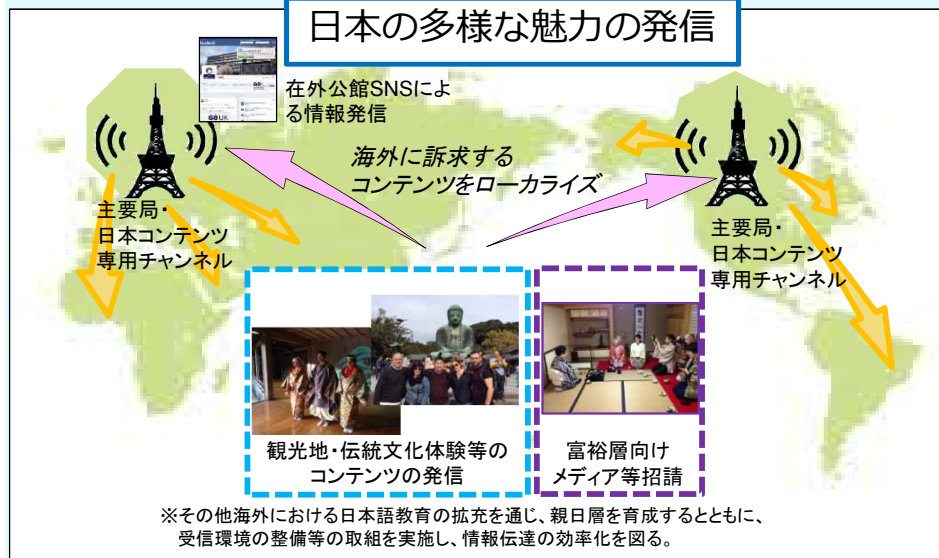 日本の多様な魅力の発信
在外公館SNSによ
る情報発信
海外に訴求する
コンテンツをローカライズ
主要局・
日本コンテンツ
専用チャンネル
主要局・
日本コンテンツ
専用チャンネル
観光地・伝統文化体験等の
コンテンツの発信
富裕層向け
メディア等招請
※その他海外における日本語教育の拡充を通じ、親日層を育成するとともに、
受信環境の整備等の取組を実施し、情報伝達の効率化を図る。